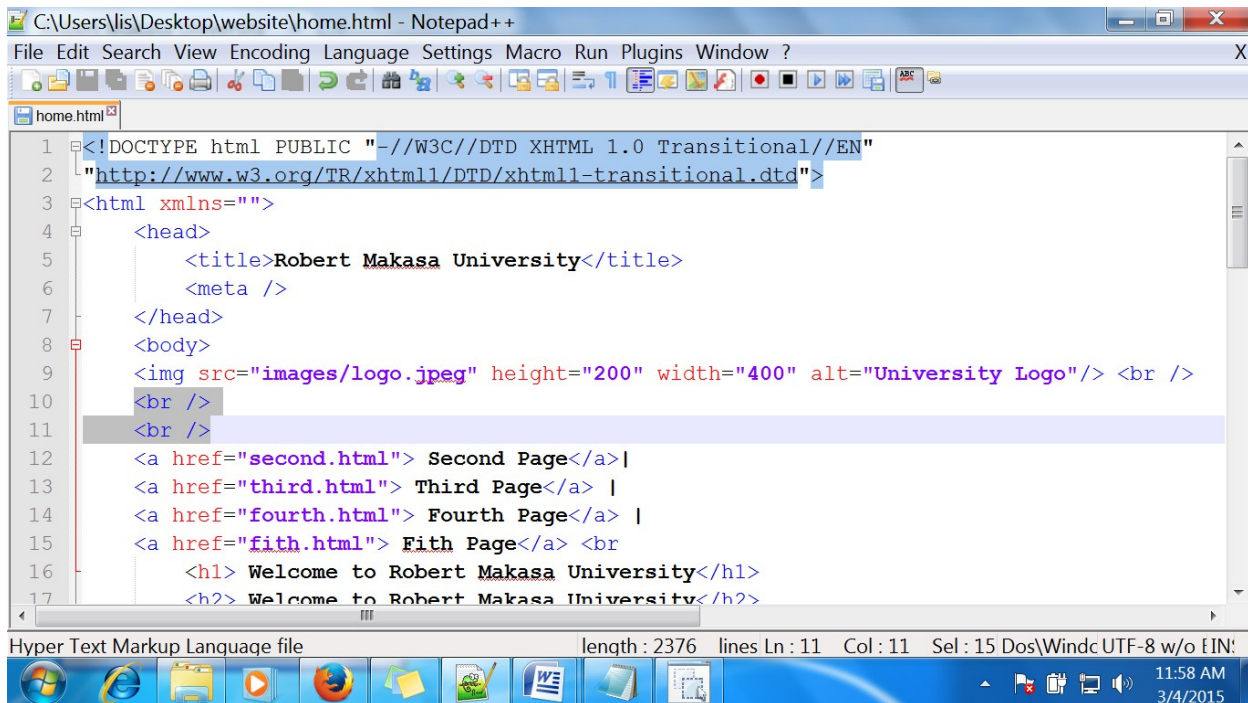 C:\Users\lis\Desktop\website\home.html - Notepad++
File Edit Search View Encoding Language Settings Macro Run Plugins Window ? X
ABC
home.html
1 <!DOCTYPE html PUBLIC "-//W3C//DTD XHTML 1.0 Transitional//EN"
2 "http://www.w3.org/TR/xhtml1/DTD/xhtml1-transitional.dtd">
3 <html xmlns="">
4 <head>
5 <title>Robert Makasa University</title>
6 <meta />
7 </head>
8 <body>
9 <img src="images/logo.jpeg" height="200" width="400" alt="University Logo"/> <br />
10 <br />
11 <br />
12 <a href="second.html"> Second Page</a>|
13 <a href="third.html"> Third Page</a> |
14 <a href="fourth.html"> Fourth Page</a> |
15 <a href="fith.html"> Fith Page</a> <br
16 <h1> Welcome to Robert Makasa University</h1>
17 <h2> Welcome to Robert Makasa University</h2>
Hyper Text Markup Language file length : 2376 lines Ln : 11 Col : 11 Sel : 15 Dos\Windc UTF-8 w/o
11:58 AM
3/4/2015